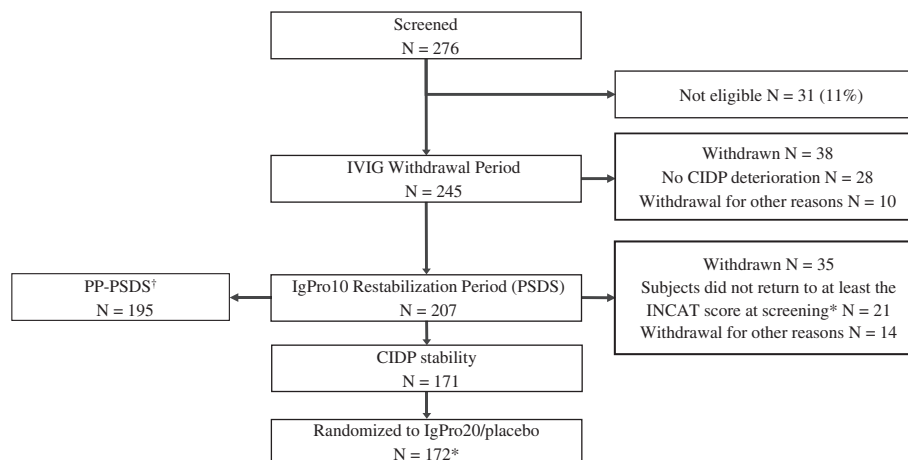 Screened
N = 276
Not eligible N = 31 (11%)
IVIG Withdrawal Period
N = 245
Withdrawn N = 38
No CIDP deterioration N = 28
Withdrawal for other reasons N = 10
PP-PSDS†
N = 195
IgPro10 Restabilization Period (PSDS)
N = 207
Withdrawn N = 35
Subjects did not return to at least the
INCAT score at screening* N = 21
Withdrawal for other reasons N = 14
CIDP stability
N = 171
Randomized to IgPro20/placebo
N = 172*